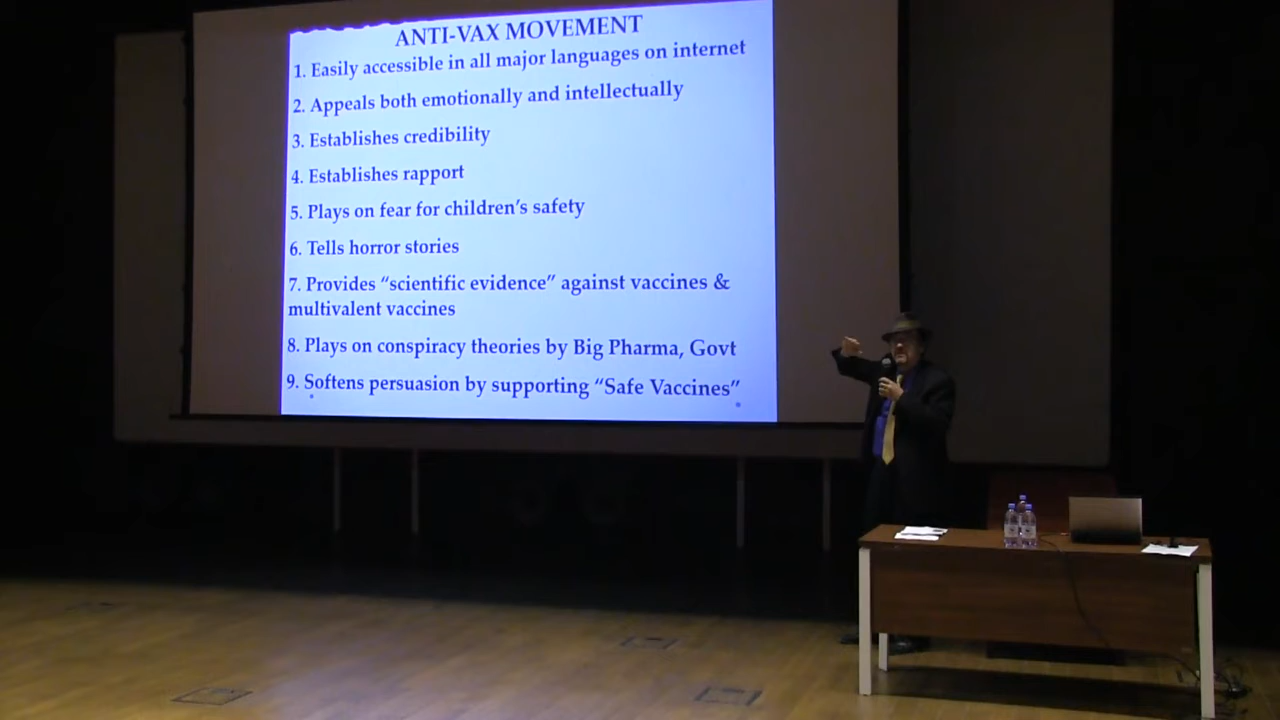 ANTI-VAX MOVEMENT
1. Easily accessible in all major languages on internet
2. Appeals both emotionally and intellectually
3. Establishes credibility
4. Establishes rapport
5. Plays on fear for children’s safety
6. Tells horror stories
7. Provides “scientific evidence” against vaccines &
multivalent vaccines
8. Plays on conspiracy theories by Big Pharma, Govt
9. Softens persuasion by supporting “Safe Vaccines”